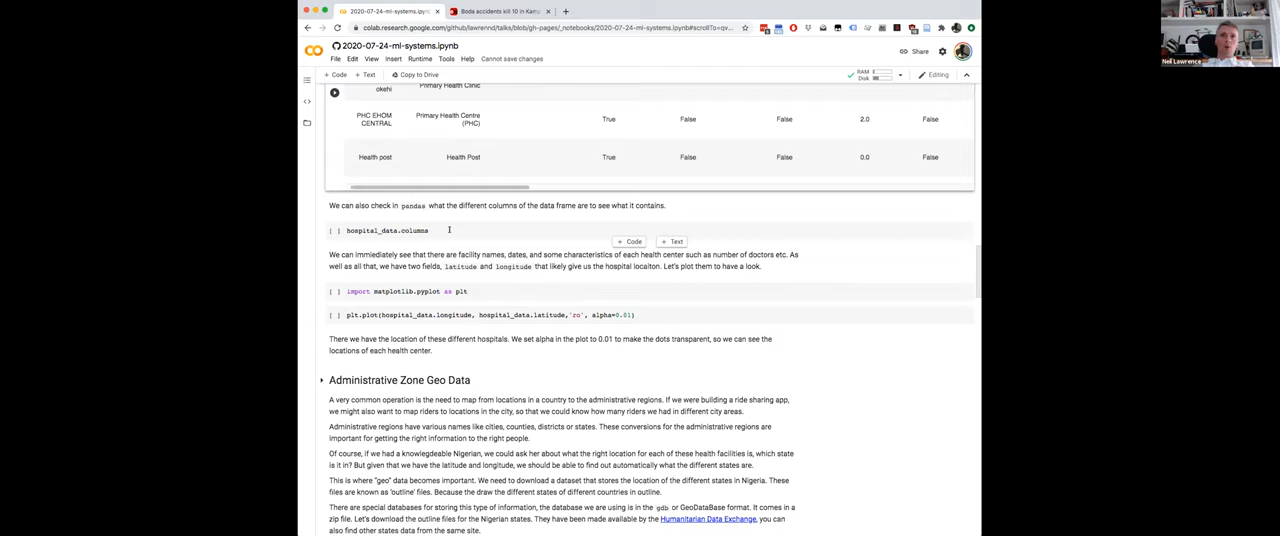 2020-07-24-ml-systems.ipynb
Boda accidents kill 10 in Kam
colab.research.google.com/github/lawrennd/talks/blob/gh-pages/_notebooks/2020-07-24-ml-systems.ipynb#scrollTo=qv...
Neil Lawrence
2020-07-24-ml-systems.ipynb
Share
File Edit View Insert Runtime Tools Help Cannot save changes
+ Code + Text Copy to Drive
RAM
Disk
Editing
okehi Primary Health Clinic
PHC EHOM Primary Health Centre
CENTRAL (PHC) True False False 2.0 False
Health post Health Post True False False 0.0 False
We can also check in pandas what the different columns of the data frame are to see what it contains.
[ ] hospital_data.columns
+ Code + Text
We can immiediately see that there are facility names, dates, and some characteristics of each health center such as number of doctors etc. As
well as all that, we have two fields, latitude and longitude that likely give us the hospital locaiton. Let's plot them to have a look.
[ ] import matplotlib.pyplot as plt
[ ] plt.plot(hospital_data.longitude, hospital_data.latitude,'ro', alpha=0.01)
There we have the location of these different hospitals. We set alpha in the plot to 0.01 to make the dots transparent, so we can see the
locations of each health center.
Administrative Zone Geo Data
A very common operation is the need to map from locations in a country to the administrative regions. If we were building a ride sharing app,
we might also want to map riders to locations in the city, so that we could know how many riders we had in different city areas.
Administrative regions have various names like cities, counties, districts or states. These conversions for the administrative regions are
important for getting the right information to the right people.
Of course, if we had a knowlegdeable Nigerian, we could ask her about what the right location for each of these health facilities is, which state
is it in? But given that we have the latitude and longitude, we should be able to find out automatically what the different states are.
This is where "geo" data becomes important. We need to download a dataset that stores the location of the different states in Nigeria. These
files are known as 'outline' files. Because the draw the different states of different countries in outline.
There are special databases for storing this type of information, the database we are using is in the gdb or GeoDataBase format. It comes in a
zip file. Let's download the outline files for the Nigerian states. They have been made available by the Humanitarian Data Exchange, you can
also find other states data from the same site.